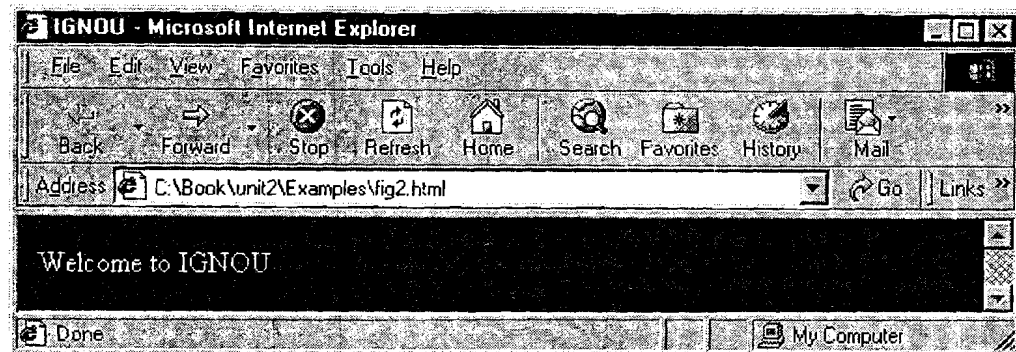 IGNOU - Microsoft Internet Explorer
File Edit View Favorites Tools Help
Back Forward Stop Refresh Home Search Favorites History Mail »
Address C:\Book\unit2\Examples\fig2.html Go Links »
Welcome to IGNOU
Done My Computer